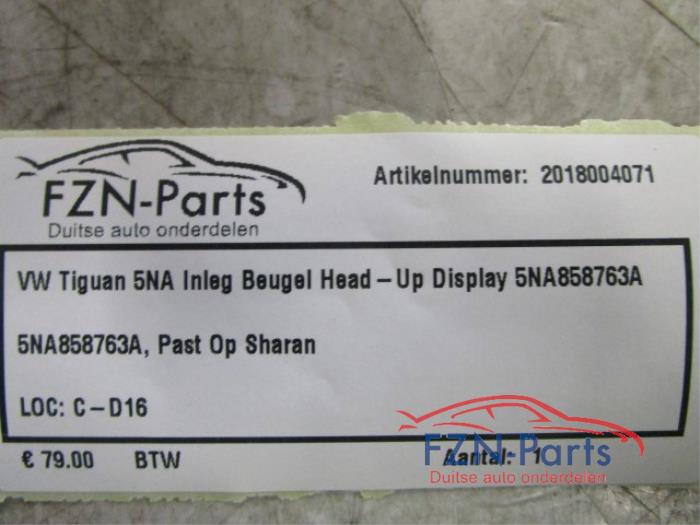 FZN-Parts
Duitse auto onderdelen
Artikelnummer: 2018004071
VW Tiguan 5NA Inleg Beugel Head-Up Display 5NA858763A
5NA858763A, Past Op Sharan
LOC: C-D16
€ 79.00 BTW Aantal: 1
FZN-Parts
Duitse auto onderdelen